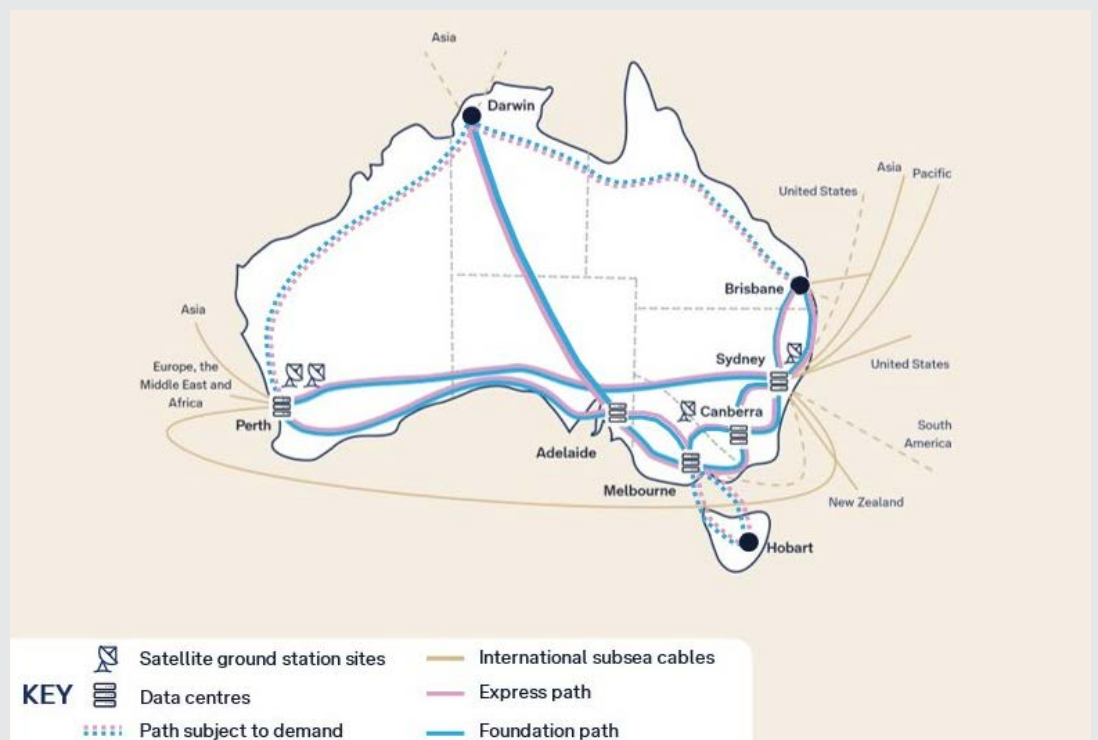 Asia
Darwin
Asia
Pacific
United States
Brisbane
Asia
Sydney
United States
Europe, the
Middle East and
Africa
Canberra
Perth
South
America
Adelaide
Melbourne
New Zealand
Hobart
KEY
Satellite ground station sites
Data centres
Path subject to demand
International subsea cables
Express path
Foundation path